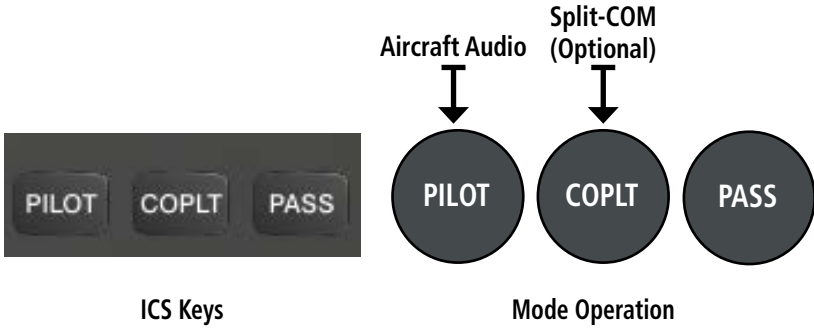 Aircraft Audio
Split-COM
(Optional)
PILOT COPLT PASS
PILOT COPLT PASS
ICS Keys
Mode Operation